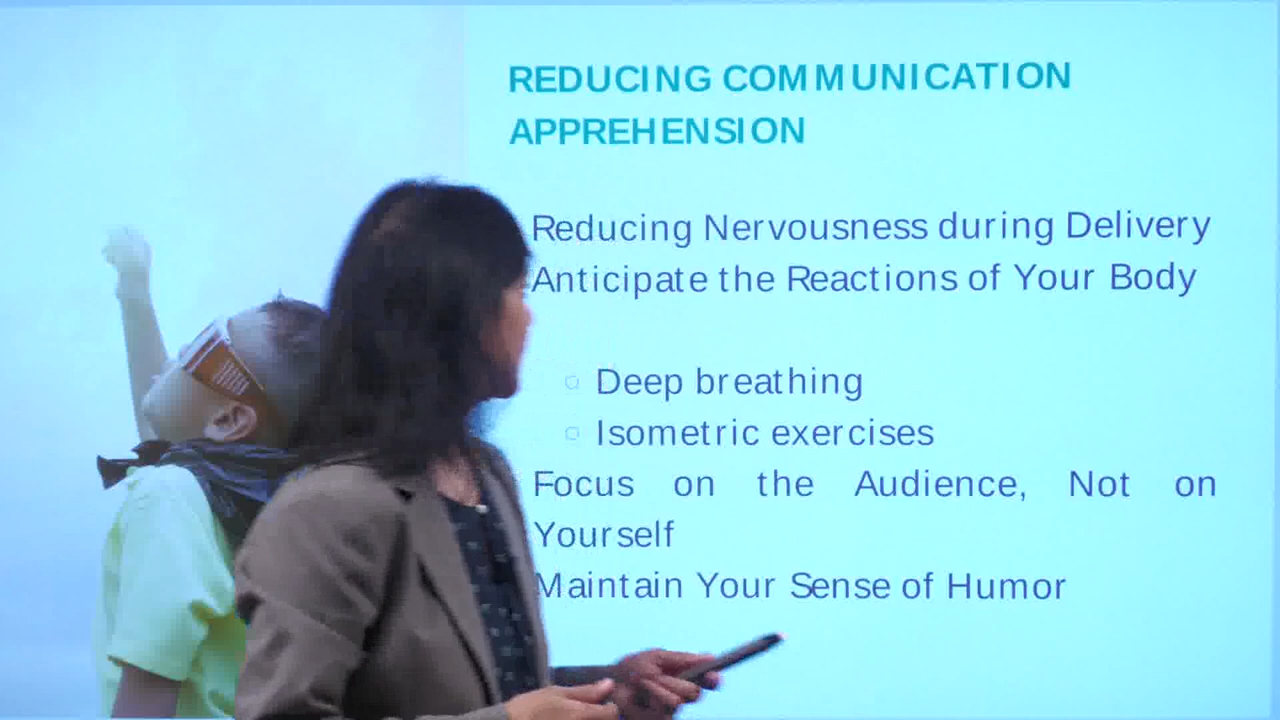 REDUCING COMMUNICATION
APPREHENSION
Reducing Nervousness during Delivery
Anticipate the Reactions of Your Body
Deep breathing
Isometric exercises
Focus on the Audience, Not on
Yourself
Maintain Your Sense of Humor